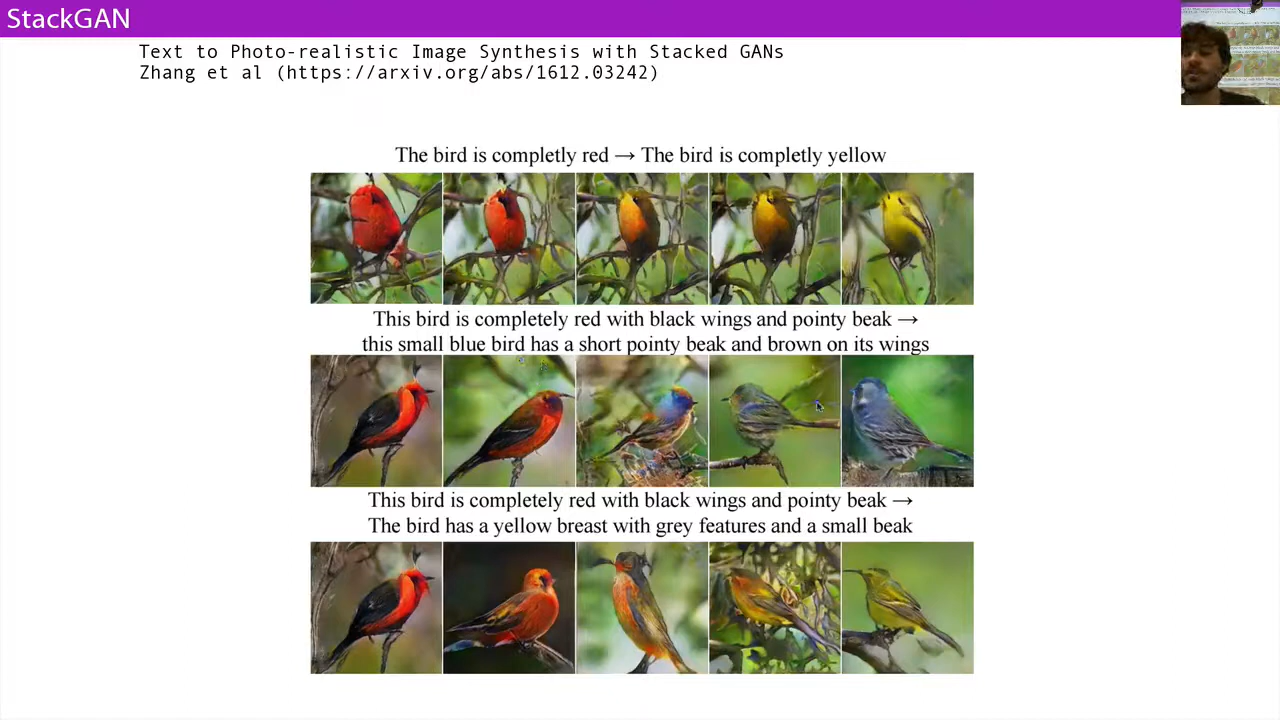 StackGAN
Text to Photo-realistic Image Synthesis with Stacked GANs
Zhang et al (https://arxiv.org/abs/1612.03242)
The bird is completly red → The bird is completly yellow
This bird is completely red with black wings and pointy beak →
this small blue bird has a short pointy beak and brown on its wings
This bird is completely red with black wings and pointy beak →
The bird has a yellow breast with grey features and a small beak